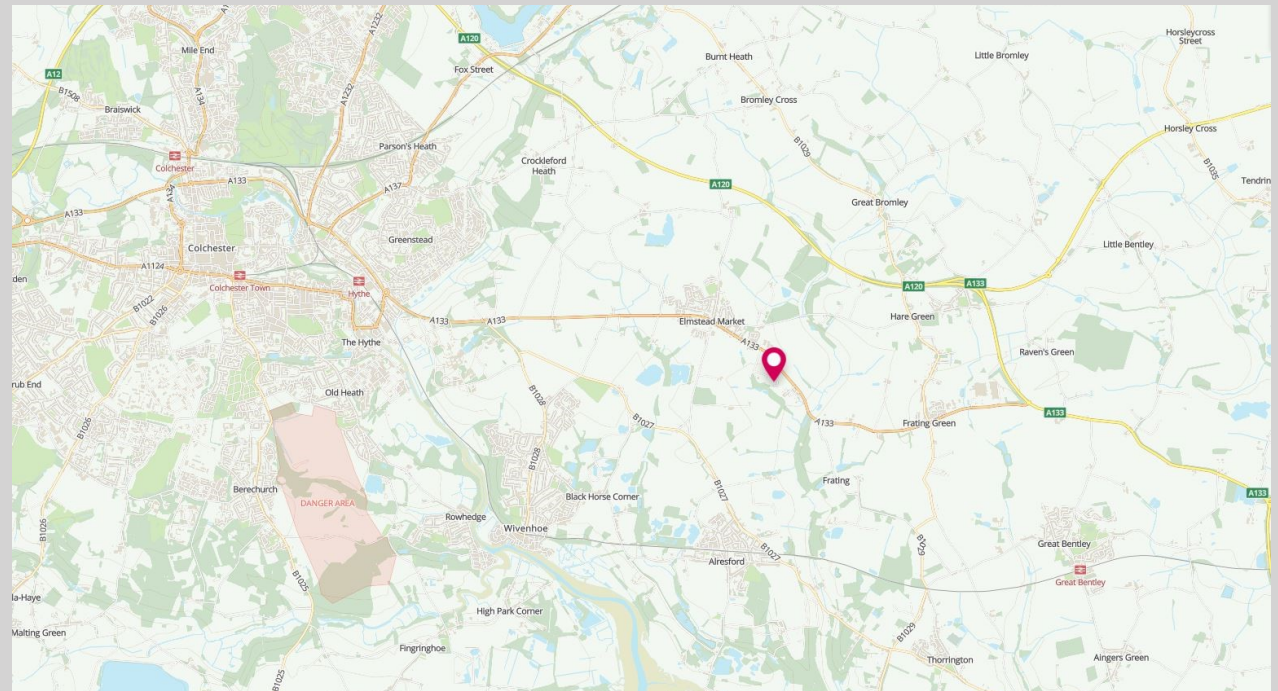 A120
A1232
Mile End
Fox Street
Burnt Heath
Little Bromley
Horsleycross
Street
A12
B1508
Braiswick
A134
A1232
Bromley Cross
Horsley Cross
Parson's Heath
B1029
B1035
Colchester
Crockleford
Heath
A133
A137
A134
A120
Tendrin
A133
Great Bromley
Colchester
Greenstead
Little Bentley
A1124
den
Colchester Town
Hythe
A120
A133
B1022
B1026
A133
A133
Elmstead Market
Hare Green
The Hythe
A133
Raven's Green
rub End
Old Heath
B1028
B1026
B1027
A133
Frating Green
A133
B1028
Berechurch
DANGER AREA
Black Horse Corner
B1027
Frating
A133
B1026
Rowhedge
Wivenhoe
Alresford
B1027
B1029
Great Bentley
Great Bentley
B1025
la-Haye
High Park Corner
Malting Green
Fingringhoe
B1029
Thorrington
Aingers Green
B1025